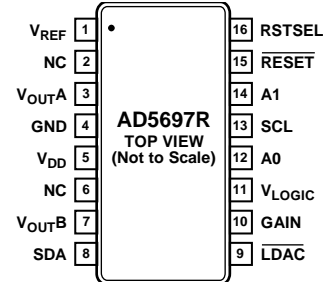 VREF 1
NC 2
VOUTA 3
GND 4
VDD 5
NC 6
VOUTB 7
SDA 8
AD5697R
TOP VIEW
(Not to Scale)
16 RSTSEL
15 RESET
14 A1
13 SCL
12 A0
11 VLOGIC
10 GAIN
9 LDAC